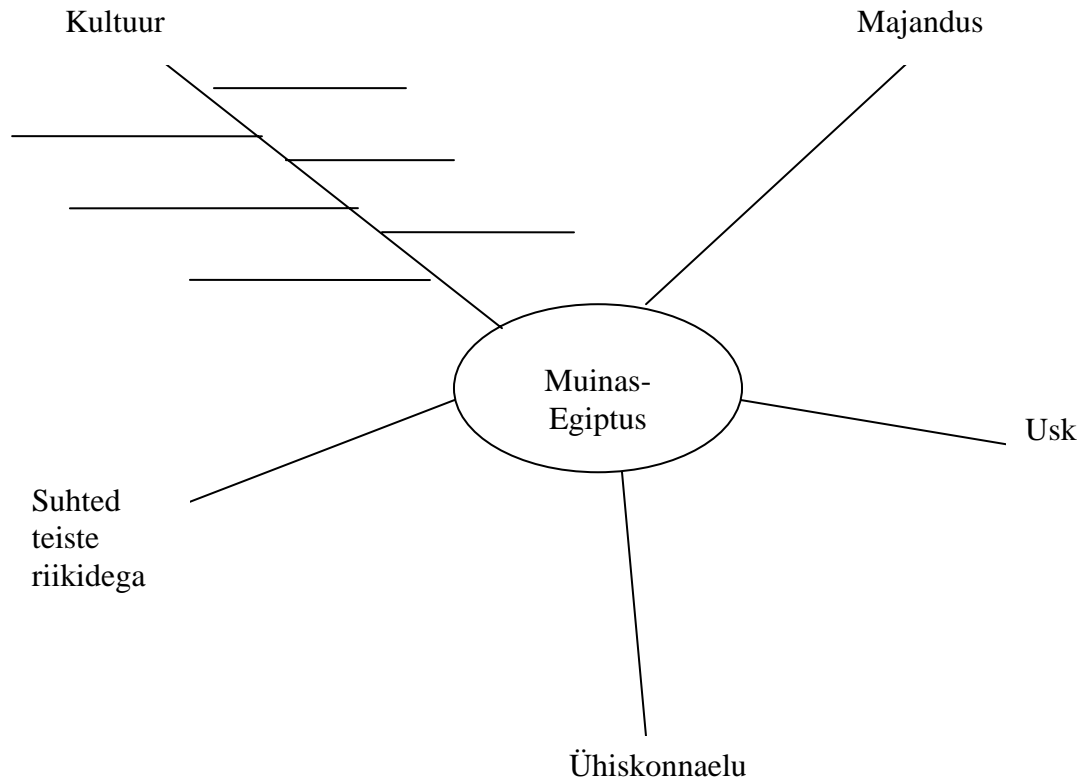 Kultuur
Majandus
Muinas-
Egiptus
Usk
Suhted
teiste
riikidega
Ühiskonnaelu